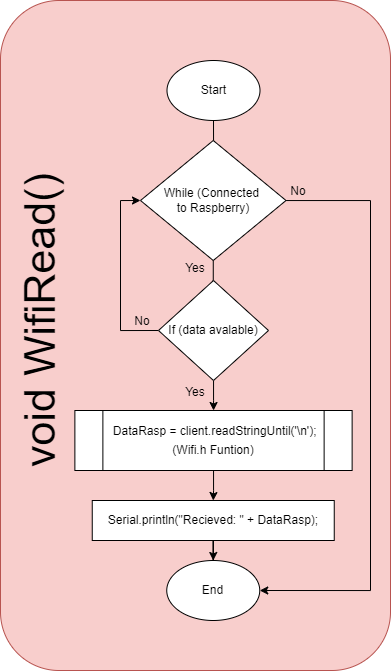 void WifiRead()
Start
While (Connected
to Raspberry)
No
Yes
If (data avalable)
No
Yes
DataRasp = client.readStringUntil('\n');
(Wifi.h Funtion)
Serial.println("Recieved: " + DataRasp);
End